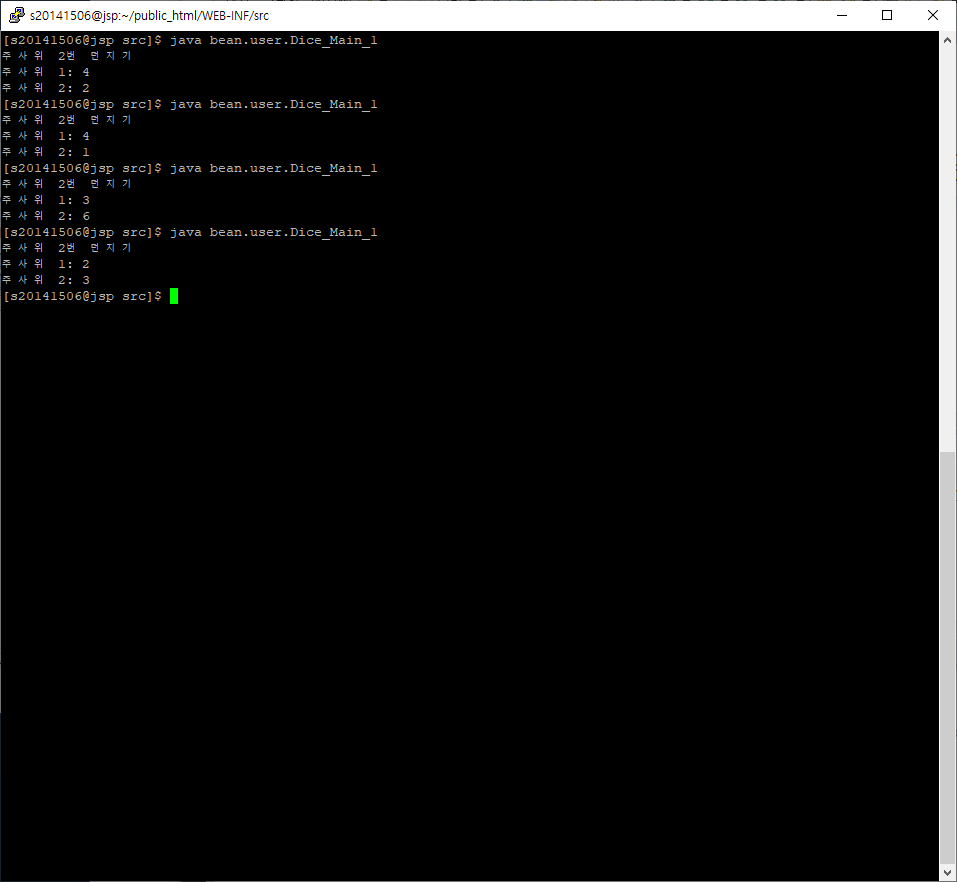 s20141506@jsp:~/public_html/WEB-INF/src
[s20141506@jsp src]$ java bean.user.Dice_Main_1
주사위 2번 던지기
주사위 1: 4
주사위 2: 2
[s20141506@jsp src]$ java bean.user.Dice_Main_1
주사위 2번 던지기
주사위 1: 4
주사위 2: 1
[s20141506@jsp src]$ java bean.user.Dice_Main_1
주사위 2번 던지기
주사위 1: 3
주사위 2: 6
[s20141506@jsp src]$ java bean.user.Dice_Main_1
주사위 2번 던지기
주사위 1: 2
주사위 2: 3
[s20141506@jsp src]$